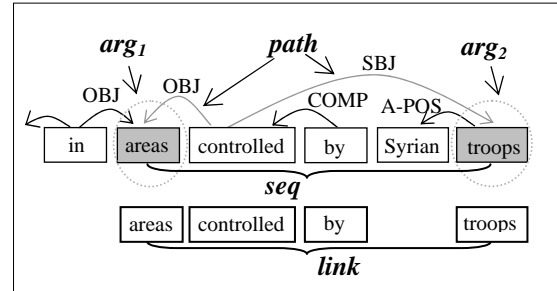 arg1 path arg2
SBJ
OBJ OBJ
COMP A-POS
in areas controlled by Syrian troops
seq
areas controlled by troops
link